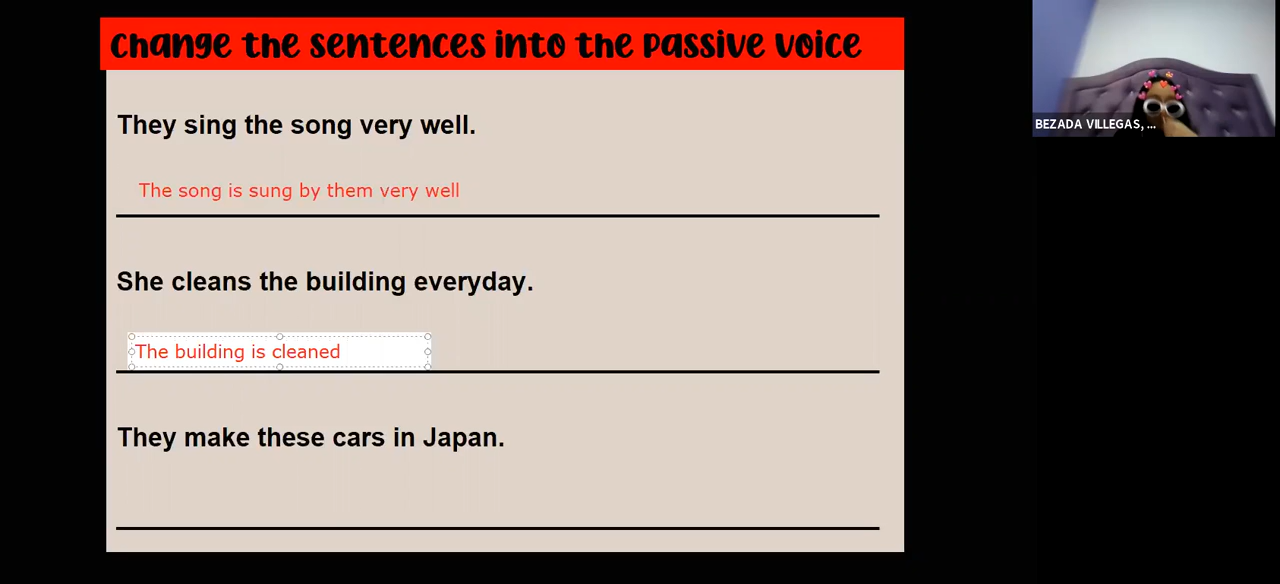 Change the sentences into the passive voice
They sing the song very well.
The song is sung by them very well
She cleans the building everyday.
The building is cleaned
They make these cars in Japan.
BEZADA VILLEGAS, ...